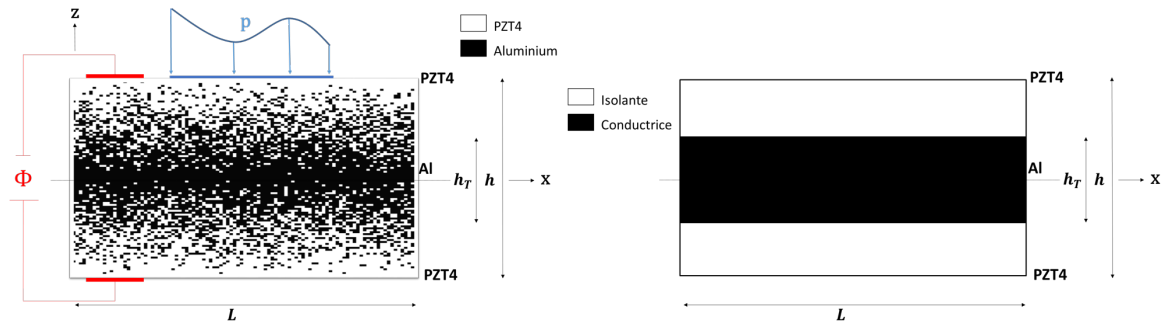 z
p
PZT4
Aluminium
PZT4
Φ
Al
h_T
h
x
PZT4
L
Isolante
Conductrice
PZT4
Al
h_T
h
x
PZT4
L